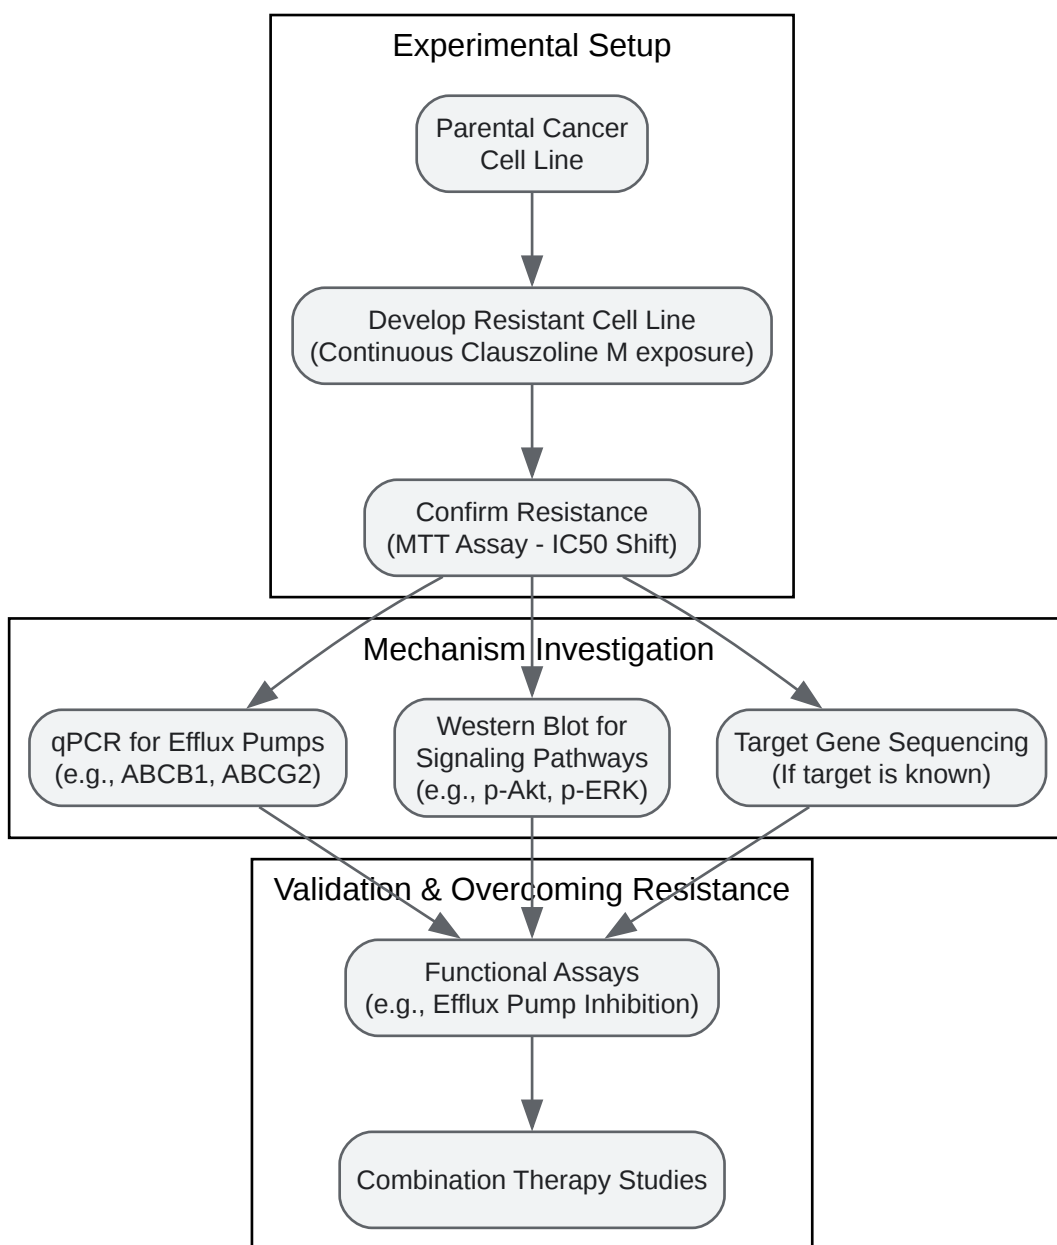 Experimental Setup
Parental Cancer
Cell Line
Develop Resistant Cell Line
(Continuous Clauszoline M exposure)
Confirm Resistance
(MTT Assay - IC50 Shift)
Mechanism Investigation
qPCR for Efflux Pumps
(e.g., ABCB1, ABCG2)
Western Blot for
Signaling Pathways
(e.g., p-Akt, p-ERK)
Target Gene Sequencing
(If target is known)
Validation & Overcoming Resistance
Functional Assays
(e.g., Efflux Pump Inhibition)
Combination Therapy Studies